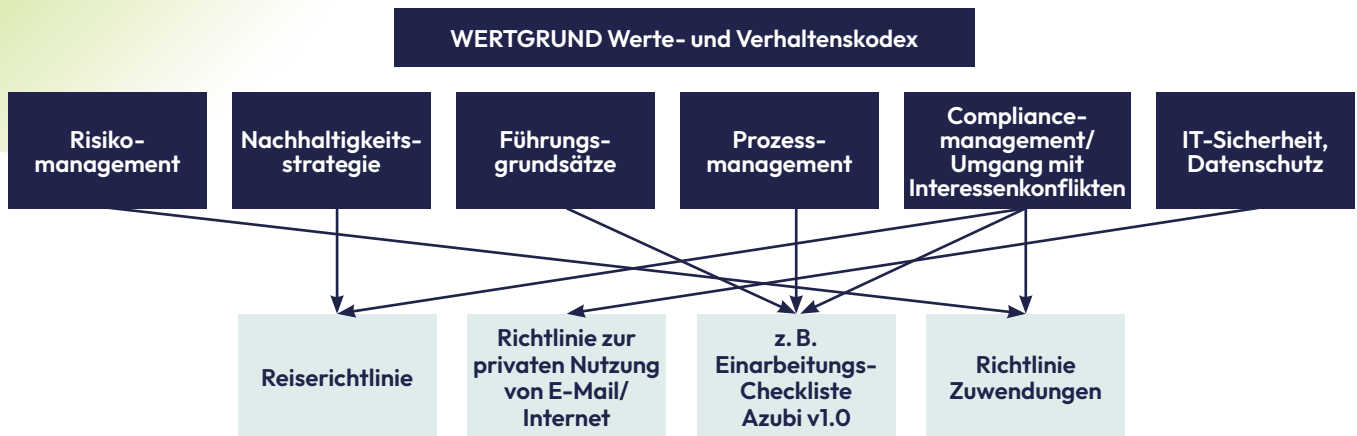 WERTGRUND Werte- und Verhaltenskodex
Risiko-
management
Nachhaltigkeits-
strategie
Führungs-
grundsätze
Prozess-
management
Compliance-
management/
Umgang mit
Interessenkonflikten
IT-Sicherheit,
Datenschutz
Reiserichtlinie
Richtlinie zur
privaten Nutzung
von E-Mail/
Internet
z. B.
Einarbeitungs-
Checkliste
Azubi v1.0
Richtlinie
Zuwendungen